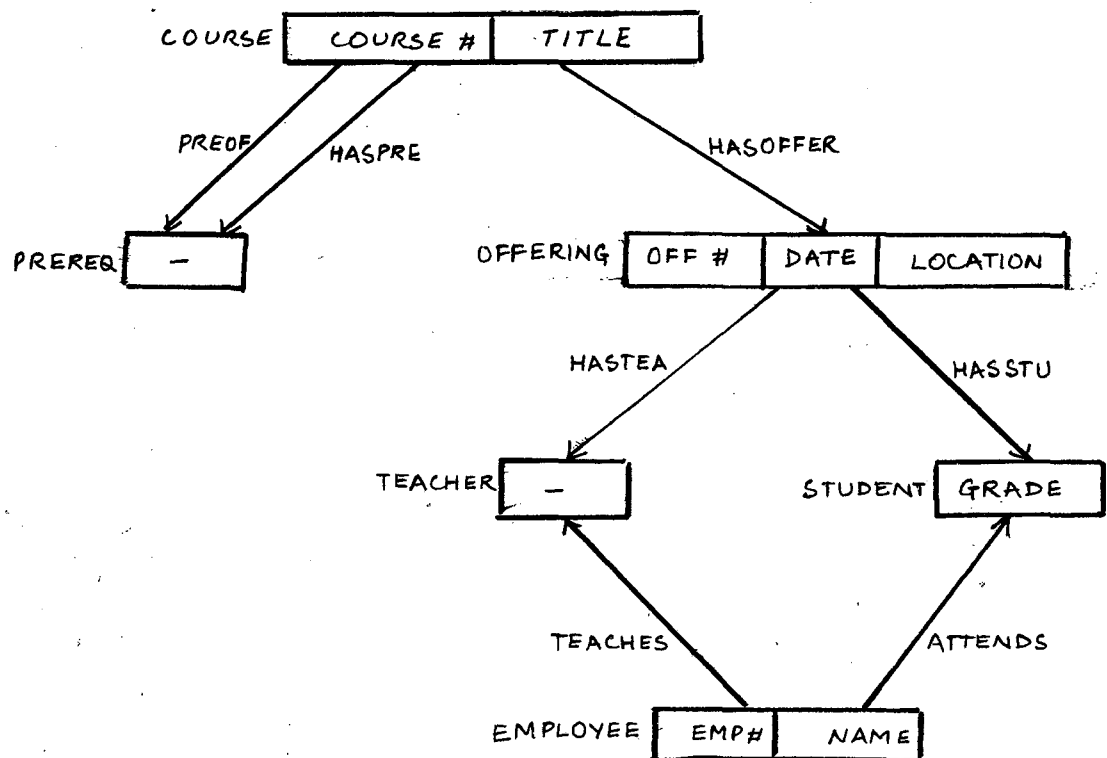 COURSE COURSE # TITLE
PREOF HASPRE HASOFFER
PREREQ - OFFERING OFF # DATE LOCATION
HASTEA HASSTU
TEACHER - STUDENT GRADE
TEACHES ATTENDS
EMPLOYEE EMP# NAME